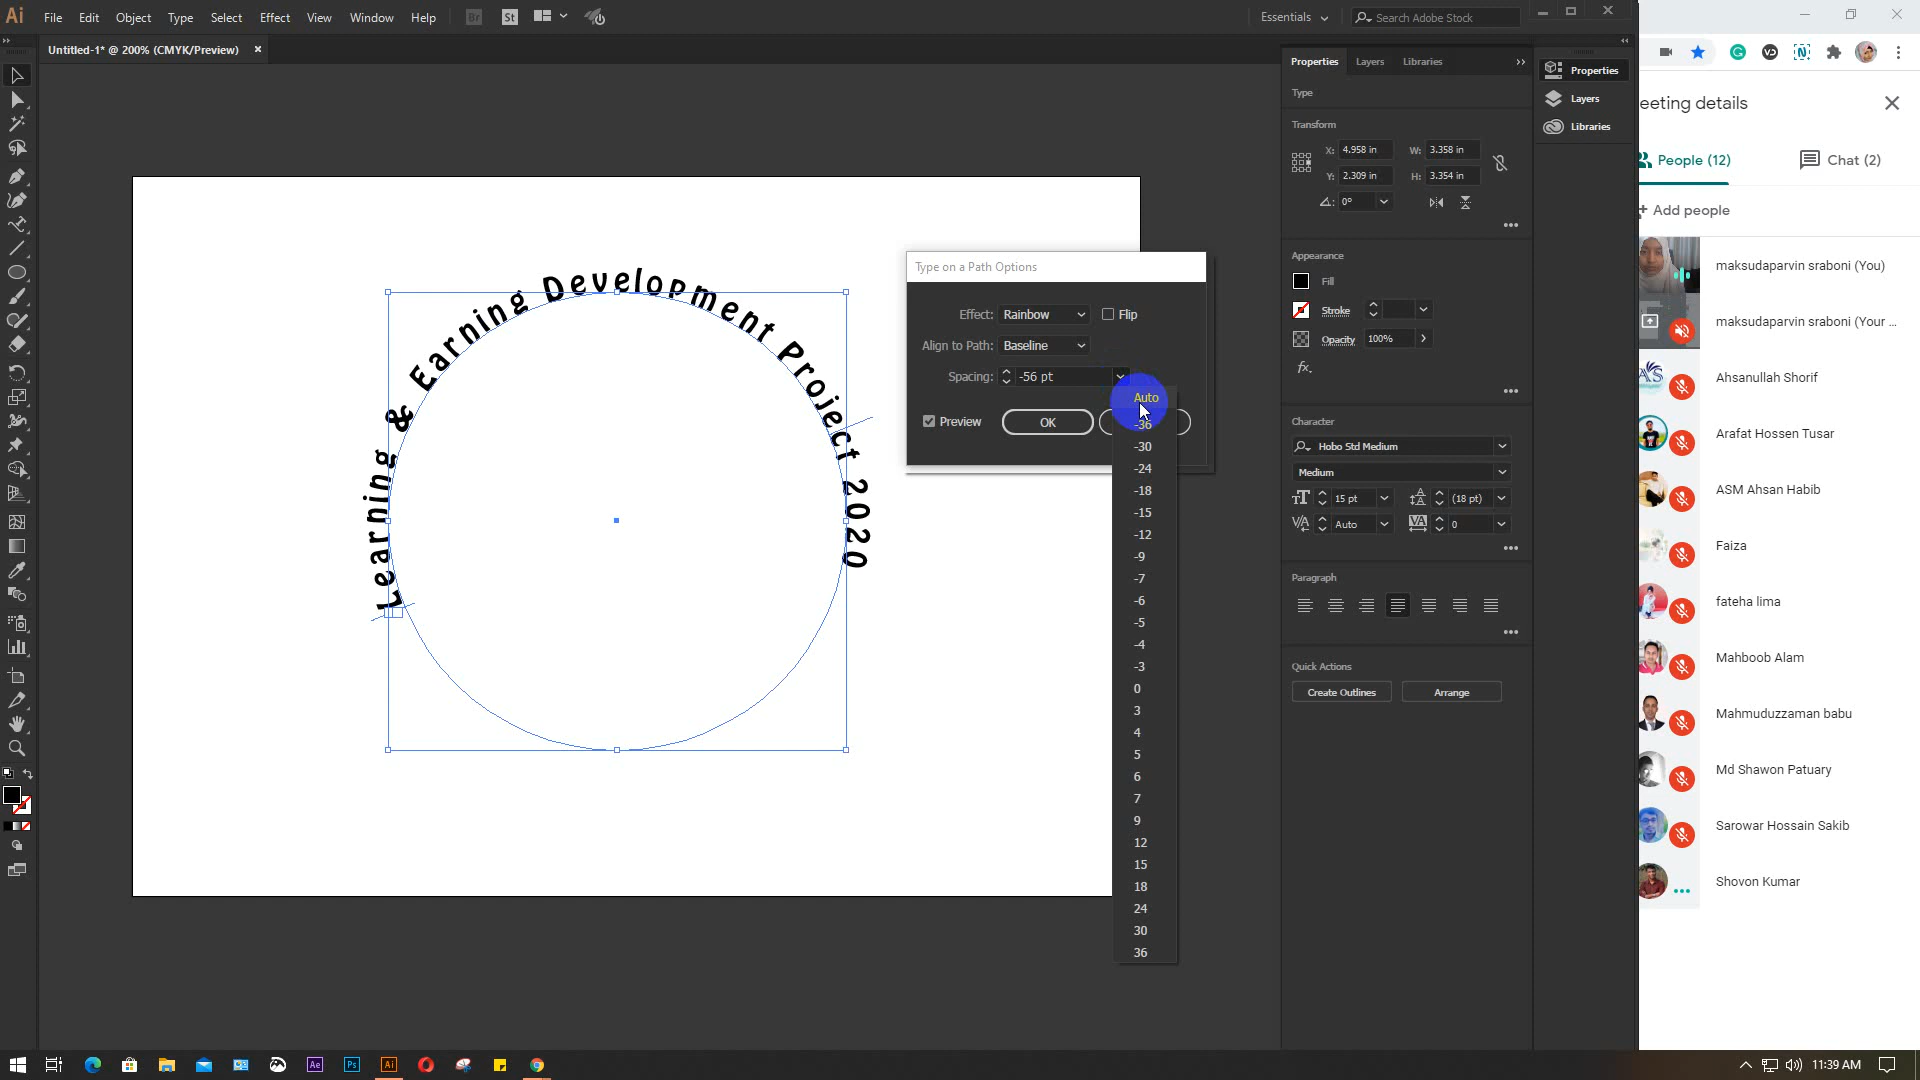 Ai File Edit Object Type Select Effect View Window Help Br St Essentials Search Adobe Stock
Untitled-1* @ 200% (CMYK/Preview)
Learning & Earning Development Project 2020
Type on a Path Options
Effect: Rainbow Flip
Align to Path: Baseline
Spacing: -56 pt
Preview OK
Auto
-36
-30
-24
-18
-15
-12
-9
-7
-6
-5
-4
-3
0
3
4
5
6
7
9
12
15
18
24
30
36
Properties Layers Libraries
Type
Transform
X: 4.958 in W: 3.358 in
Y: 2.309 in H: 3.354 in
0°
Appearance
Fill
Stroke
Opacity 100%
fx.
Character
Hobo Std Medium
Medium
15 pt (18 pt)
Auto 0
Paragraph
Quick Actions
Create Outlines Arrange
Properties
Layers
Libraries
eeting details
People (12) Chat (2)
Add people
maksudaparvin sraboni (You)
maksudaparvin sraboni (Your ...
Ahsanullah Shorif
Arafat Hossen Tusar
ASM Ahsan Habib
Faiza
fateha lima
Mahboob Alam
Mahmuduzzaman babu
Md Shawon Patuary
Sarowar Hossain Sakib
Shovon Kumar
Ae Ps Ai 11:39 AM